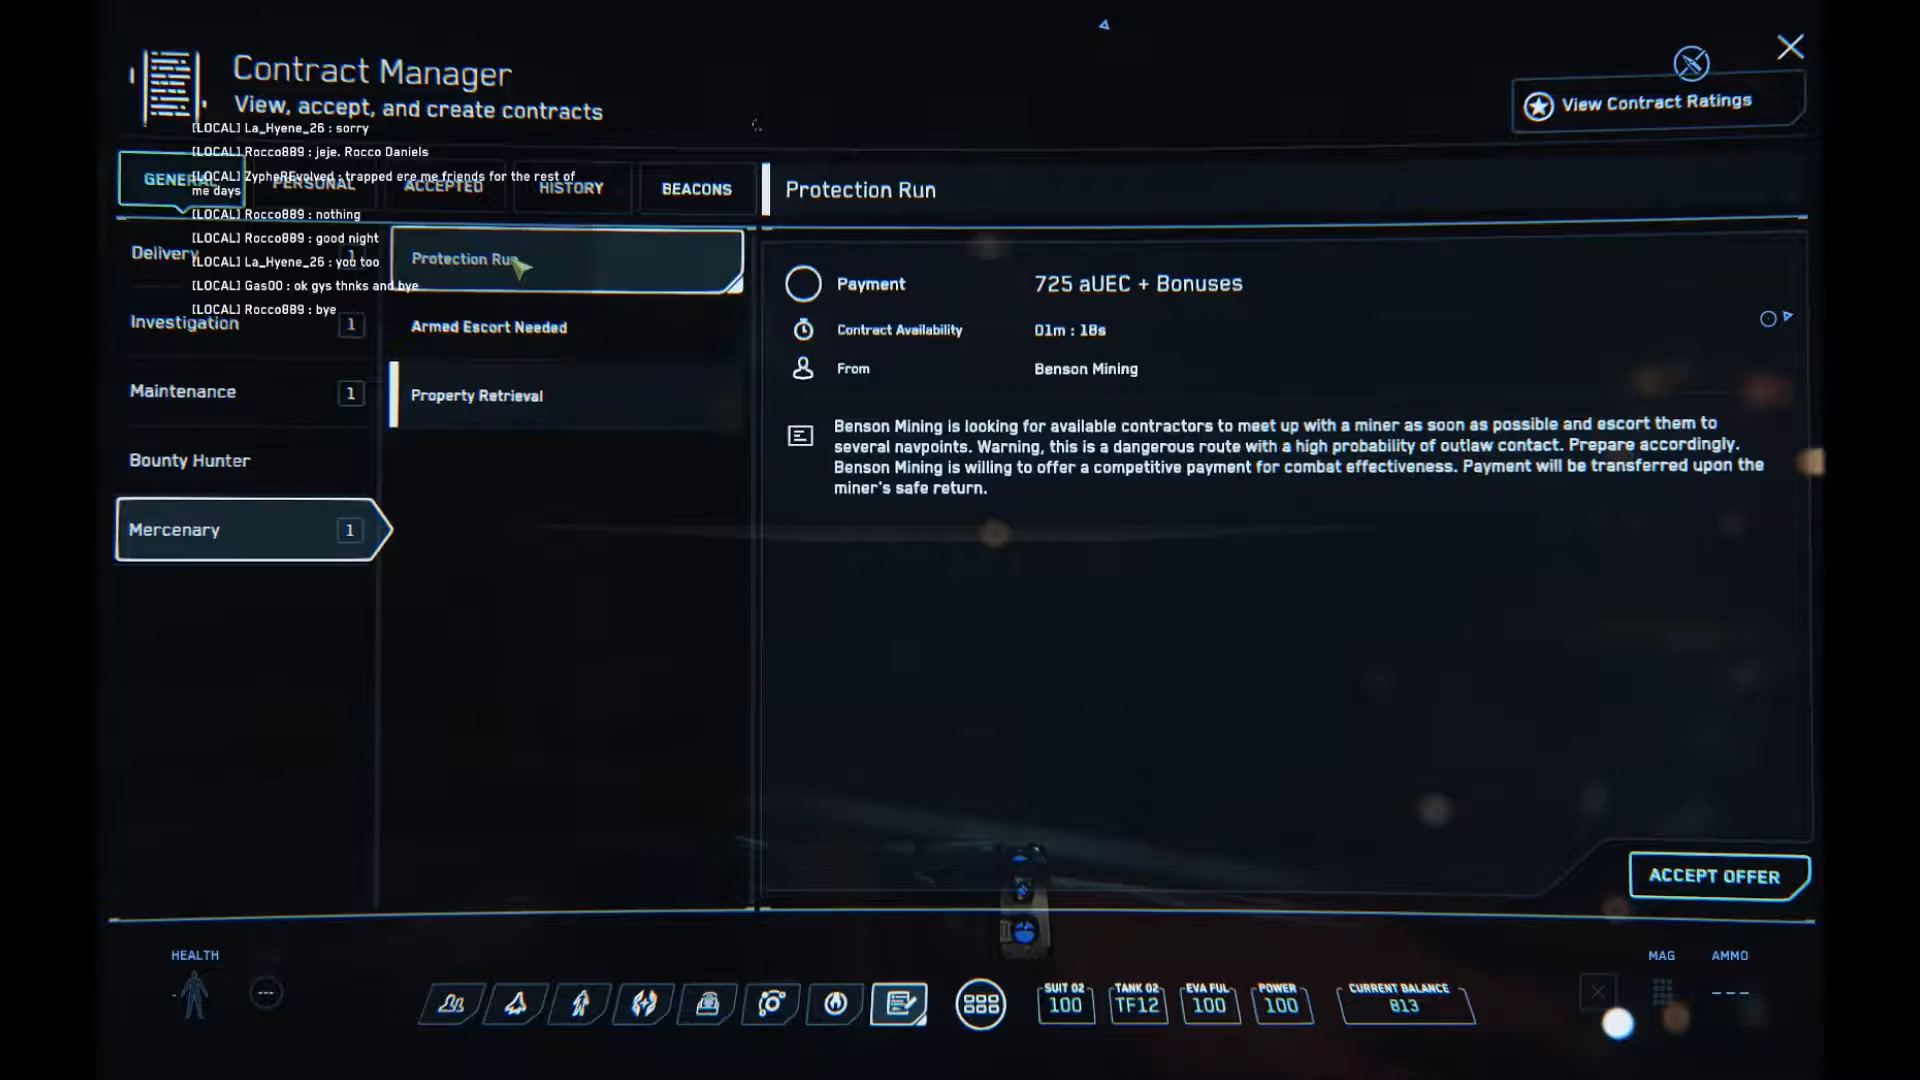 Contract Manager
View, accept, and create contracts
View Contract Ratings
[LOCAL] La_Hyene_26 : sorry
[LOCAL] Rocco889 : jeje. Rocco Daniels
[LOCAL] ZypheREvolved : trapped ere me friends for the rest of
me days
[LOCAL] Rocco889 : nothing
[LOCAL] Rocco889 : good night
[LOCAL] La_Hyene_26 : you too
[LOCAL] Gas00 : ok gys thnks and bye
[LOCAL] Rocco889 : bye
GENERAL
PERSONAL
ACCEPTED
HISTORY
BEACONS
Delivery 1
Investigation 1
Maintenance 1
Bounty Hunter
Mercenary 1
Protection Run
Armed Escort Needed
Property Retrieval
Protection Run
Payment 725 aUEC + Bonuses
Contract Availability 01m : 18s
From Benson Mining
Benson Mining is looking for available contractors to meet up with a miner as soon as possible and escort them to
several navpoints. Warning, this is a dangerous route with a high probability of outlaw contact. Prepare accordingly.
Benson Mining is willing to offer a competitive payment for combat effectiveness. Payment will be transferred upon the
miner's safe return.
ACCEPT OFFER
HEALTH
SUIT 02
100
TANK 02
TF12
EVA FUL
100
POWER
100
CURRENT BALANCE
813
MAG
AMMO
---